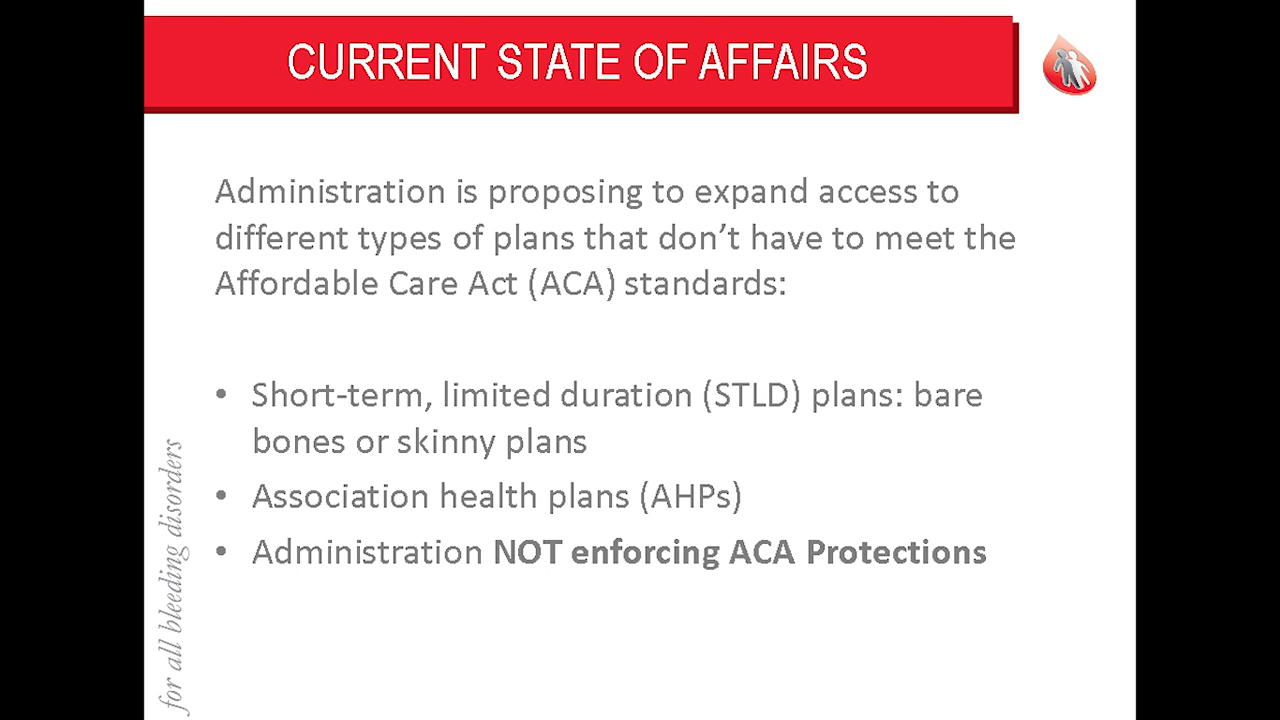 CURRENT STATE OF AFFAIRS
Administration is proposing to expand access to
different types of plans that don’t have to meet the
Affordable Care Act (ACA) standards:
• Short-term, limited duration (STLD) plans: bare
bones or skinny plans
• Association health plans (AHPs)
• Administration NOT enforcing ACA Protections
for all bleeding disorders